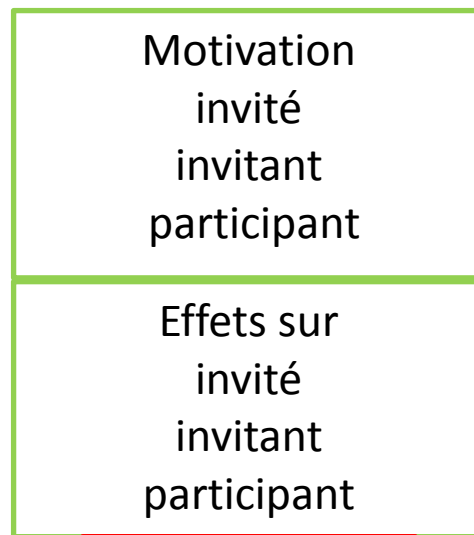 Motivation
invité
invitant
participant
Effets sur
invité
invitant
participant